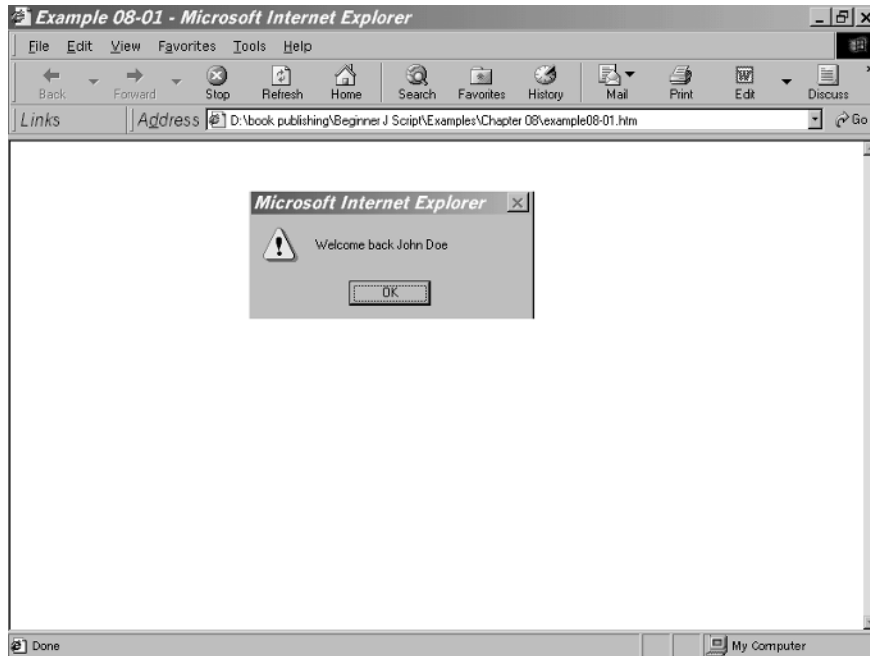 Example 08-01 - Microsoft Internet Explorer
File Edit View Favorites Tools Help
Back Forward Stop Refresh Home Search Favorites History Mail Print Edit Discuss
Links Address D:\book publishing\Beginner J Script\Examples\Chapter 08\example08-01.htm Go
Microsoft Internet Explorer
Welcome back John Doe
OK
Done My Computer